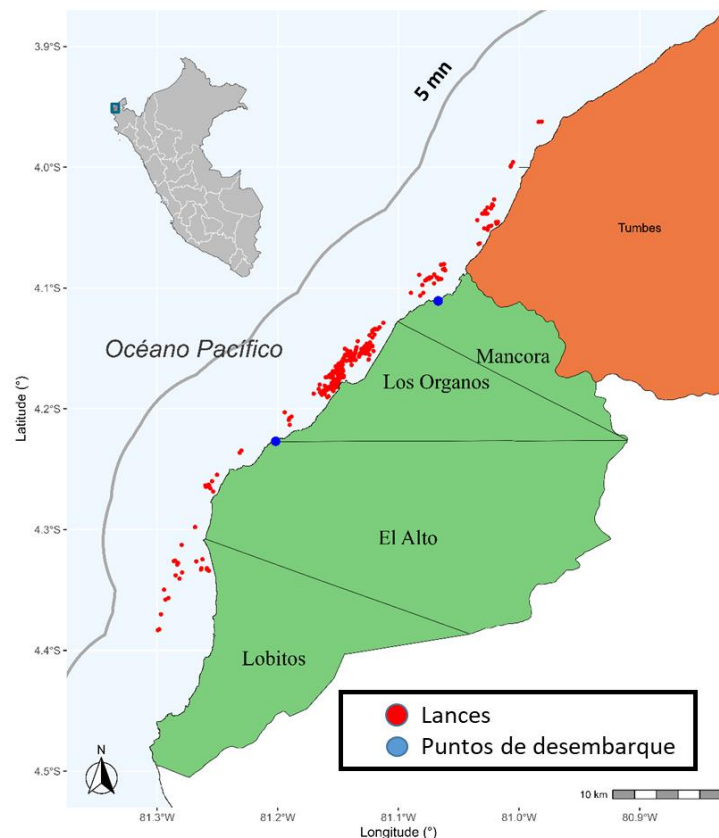 3.9°S
4.0°S
4.1°S
4.2°S
4.3°S
4.4°S
4.5°S
Latitude (°)
5 mn
Tumbes
Océano Pacífico
Mancora
Los Organos
El Alto
Lobitos
Lances
Puntos de desembarque
N
10 km
81.3°W
81.2°W
81.1°W
81.0°W
80.9°W
Longitude (°)